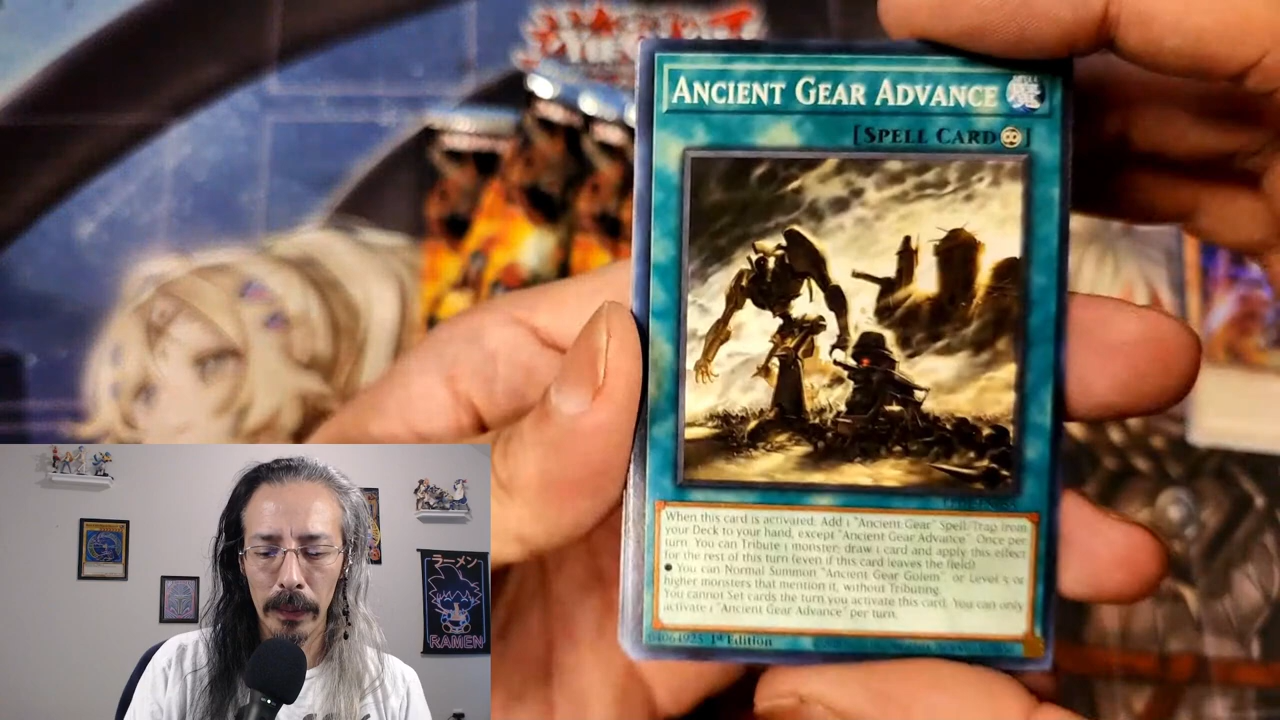 ANCIENT GEAR ADVANCE
[SPELL CARD]
When this card is activated: Add 1 "Ancient Gear" Spell/Trap from
your Deck to your hand, except "Ancient Gear Advance". Once per
turn: You can Tribute 1 monster; draw 1 card and apply this effect
for the rest of this turn (even if this card leaves the field).
● You can Normal Summon "Ancient Gear Golem", or Level 5 or
higher monsters that mention it, without Tributing.
You cannot Set cards the turn you activate this card. You can only
activate 1 "Ancient Gear Advance" per turn.
1st Edition
ラーメン
RAMEN